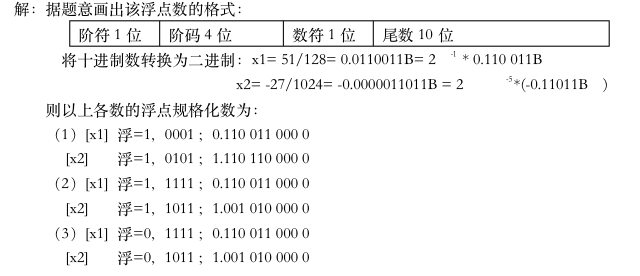 解：据题意画出该浮点数的格式：
阶符 1 位 阶码 4 位 数符 1 位 尾数 10 位
将十进制数转换为二进制：x1= 51/128= 0.0110011B= 2 -1 * 0.110 011B
x2= -27/1024= -0.0000011011B = 2 -5 *(-0.11011B )
则以上各数的浮点规格化数为：
（1）[x1] 浮=1，0001；0.110 011 000 0
[x2] 浮=1，0101；1.110 110 000 0
（2）[x1] 浮=1，1111；0.110 011 000 0
[x2] 浮=1，1011；1.001 010 000 0
（3）[x1] 浮=0，1111；0.110 011 000 0
[x2] 浮=0，1011；1.001 010 000 0